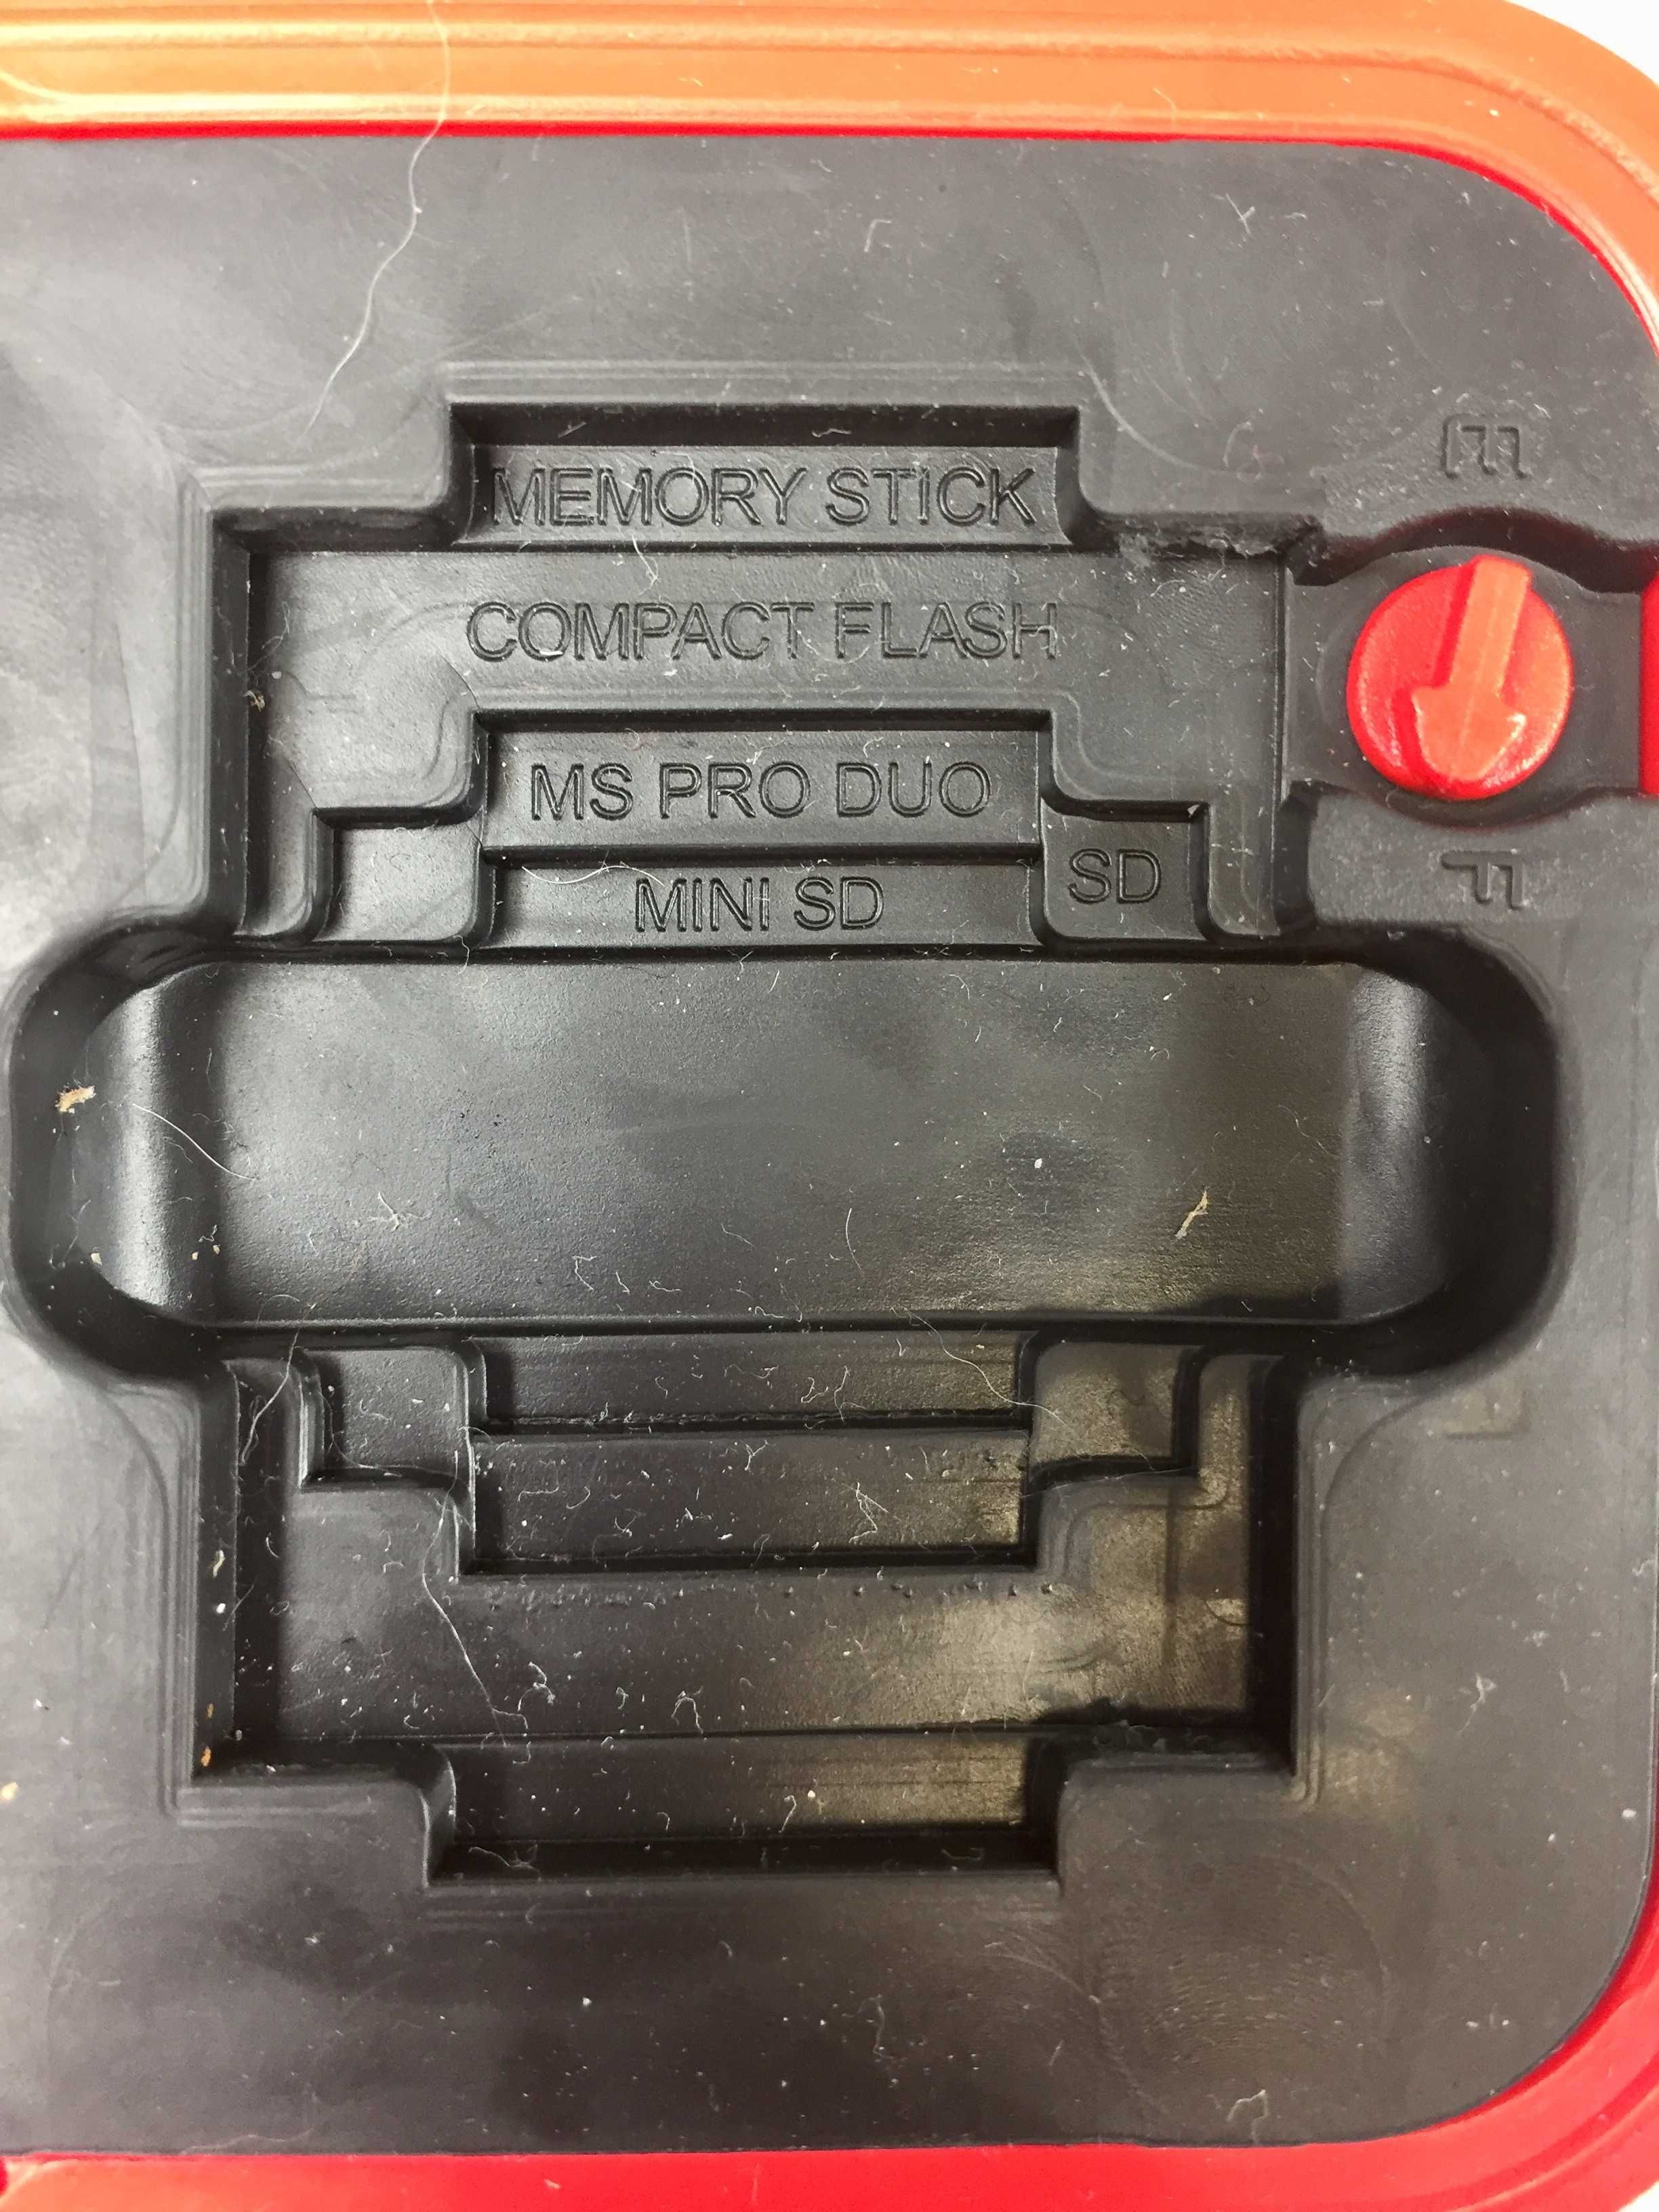 MEMORY STICK
COMPACT FLASH
MS PRO DUO
MINI SD
SD
E
F